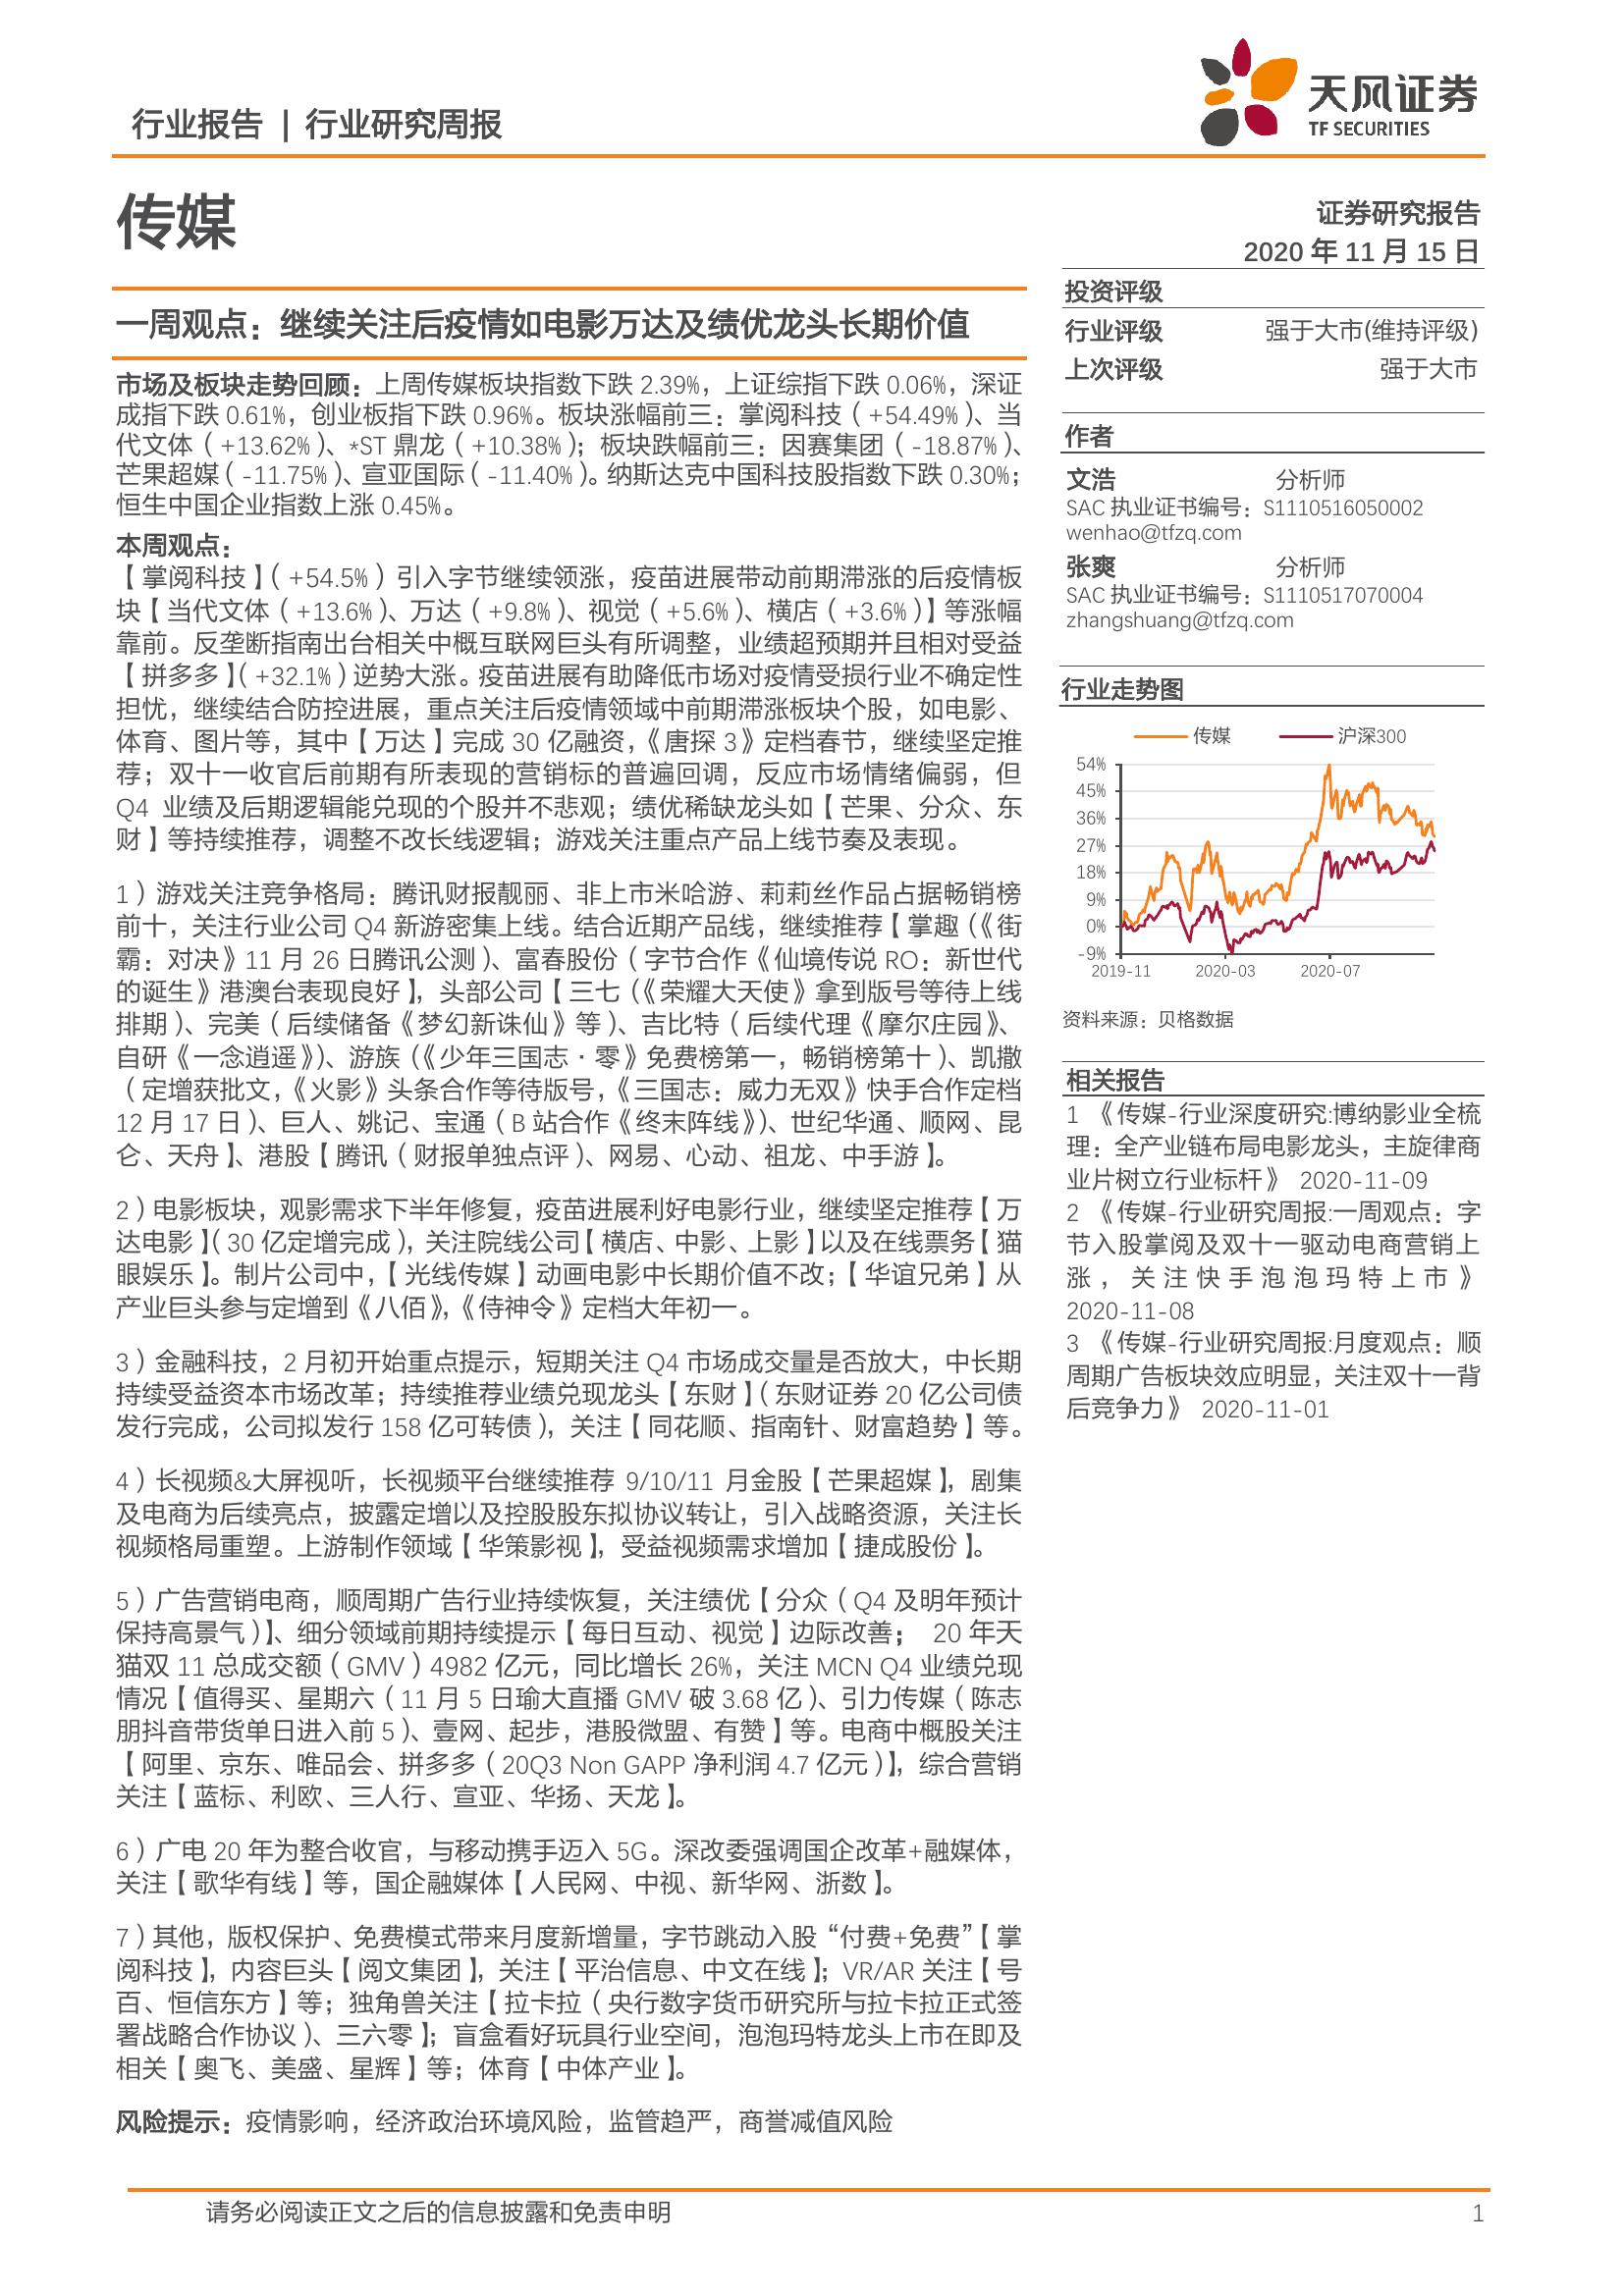 行业报告 | 行业研究周报
天风证券
TF SECURITIES
传媒
证券研究报告
2020 年 11 月 15 日
一周观点：继续关注后疫情如电影万达及绩优龙头长期价值
市场及板块走势回顾：上周传媒板块指数下跌 2.39%，上证综指下跌 0.06%，深证
成指下跌 0.61%，创业板指下跌 0.96%。板块涨幅前三：掌阅科技（+54.49%）、当
代文体（+13.62%）、*ST 鼎龙（+10.38%）；板块跌幅前三：因赛集团（-18.87%）、
芒果超媒（-11.75%）、宣亚国际（-11.40%）。纳斯达克中国科技股指数下跌 0.30%；
恒生中国企业指数上涨 0.45%。
本周观点：
【掌阅科技】（+54.5%）引入字节继续领涨，疫苗进展带动前期滞涨的后疫情板
块【当代文体（+13.6%）、万达（+9.8%）、视觉（+5.6%）、横店（+3.6%）】等涨幅
靠前。反垄断指南出台相关中概互联网巨头有所调整，业绩超预期并且相对受益
【拼多多】（+32.1%）逆势大涨。疫苗进展有助降低市场对疫情受损行业不确定性
担忧，继续结合防控进展，重点关注后疫情领域中前期滞涨板块个股，如电影、
体育、图片等，其中【万达】完成 30 亿融资，《唐探 3》定档春节，继续坚定推
荐；双十一收官后前期有所表现的营销标的普遍回调，反应市场情绪偏弱，但
Q4 业绩及后期逻辑能兑现的个股并不悲观；绩优稀缺龙头如【芒果、分众、东
财】等持续推荐，调整不改长线逻辑；游戏关注重点产品上线节奏及表现。
1）游戏关注竞争格局：腾讯财报靓丽、非上市米哈游、莉莉丝作品占据畅销榜
前十，关注行业公司 Q4 新游密集上线。结合近期产品线，继续推荐【掌趣（《街
霸：对决》11 月 26 日腾讯公测）、富春股份（字节合作《仙境传说 RO：新世代
的诞生》港澳台表现良好】，头部公司【三七（《荣耀大天使》拿到版号等待上线
排期）、完美（后续储备《梦幻新诛仙》等）、吉比特（后续代理《摩尔庄园》、
自研《一念逍遥》）、游族（《少年三国志·零》免费榜第一，畅销榜第十）、凯撒
（定增获批文，《火影》头条合作等待版号，《三国志：威力无双》快手合作定档
12 月 17 日）、巨人、姚记、宝通（B 站合作《终末阵线》）、世纪华通、顺网、昆
仑、天舟】、港股【腾讯（财报单独点评）、网易、心动、祖龙、中手游】。
2）电影板块，观影需求下半年修复，疫苗进展利好电影行业，继续坚定推荐【万
达电影】（30 亿定增完成），关注院线公司【横店、中影、上影】以及在线票务【猫
眼娱乐】。制片公司中，【光线传媒】动画电影中长期价值不改；【华谊兄弟】从
产业巨头参与定增到《八佰》，《侍神令》定档大年初一。
3）金融科技，2 月初开始重点提示，短期关注 Q4 市场成交量是否放大，中长期
持续受益资本市场改革；持续推荐业绩兑现龙头【东财】（东财证券 20 亿公司债
发行完成，公司拟发行 158 亿可转债），关注【同花顺、指南针、财富趋势】等。
4）长视频&大屏视听，长视频平台继续推荐 9/10/11 月金股【芒果超媒】，剧集
及电商为后续亮点，披露定增以及控股股东拟协议转让，引入战略资源，关注长
视频格局重塑。上游制作领域【华策影视】，受益视频需求增加【捷成股份】。
5）广告营销电商，顺周期广告行业持续恢复，关注绩优【分众（Q4 及明年预计
保持高景气）】、细分领域前期持续提示【每日互动、视觉】边际改善； 20 年天
猫双 11 总成交额（GMV）4982 亿元，同比增长 26%，关注 MCN Q4 业绩兑现
情况【值得买、星期六（11 月 5 日瑜大直播 GMV 破 3.68 亿）、引力传媒（陈志
朋抖音带货单日进入前 5）、壹网、起步，港股微盟、有赞】等。电商中概股关注
【阿里、京东、唯品会、拼多多（20Q3 Non GAPP 净利润 4.7 亿元）】，综合营销
关注【蓝标、利欧、三人行、宣亚、华扬、天龙】。
6）广电 20 年为整合收官，与移动携手迈入 5G。深改委强调国企改革+融媒体，
关注【歌华有线】等，国企融媒体【人民网、中视、新华网、浙数】。
7）其他，版权保护、免费模式带来月度新增量，字节跳动入股“付费+免费”【掌
阅科技】，内容巨头【阅文集团】，关注【平治信息、中文在线】；VR/AR 关注【号
百、恒信东方】等；独角兽关注【拉卡拉（央行数字货币研究所与拉卡拉正式签
署战略合作协议）、三六零】；盲盒看好玩具行业空间，泡泡玛特龙头上市在即及
相关【奥飞、美盛、星辉】等；体育【中体产业】。
风险提示：疫情影响，经济政治环境风险，监管趋严，商誉减值风险
投资评级
行业评级 强于大市(维持评级)
上次评级 强于大市
作者
文浩 分析师
SAC 执业证书编号：S1110516050002
wenhao@tfzq.com
张爽 分析师
SAC 执业证书编号：S1110517070004
zhangshuang@tfzq.com
行业走势图
传媒 沪深300
54%
45%
36%
27%
18%
9%
0%
-9%
2019-11 2020-03 2020-07
资料来源：贝格数据
相关报告
1 《传媒-行业深度研究:博纳影业全梳
理：全产业链布局电影龙头，主旋律商
业片树立行业标杆》 2020-11-09
2 《传媒-行业研究周报:一周观点：字
节入股掌阅及双十一驱动电商营销上
涨，关注快手泡泡玛特上市》
2020-11-08
3 《传媒-行业研究周报:月度观点：顺
周期广告板块效应明显，关注双十一背
后竞争力》 2020-11-01
请务必阅读正文之后的信息披露和免责申明 1